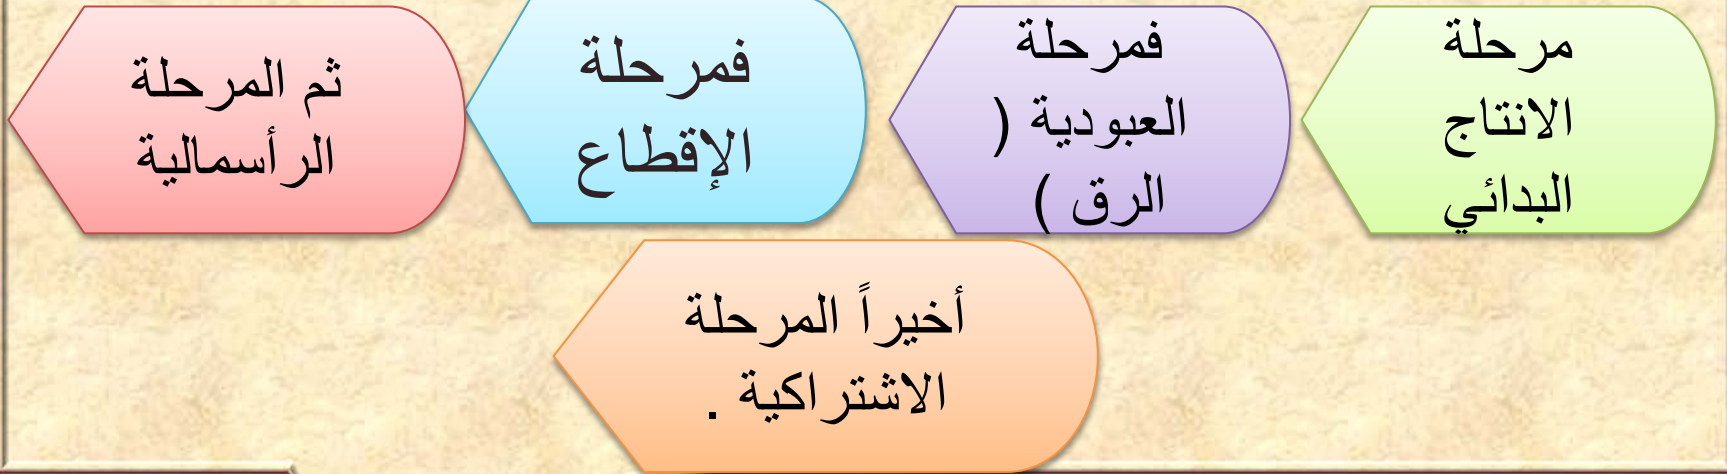 مرحلة
الانتاج
البدائي
فمرحلة
العبودية (
الرق )
فمرحلة
الإقطاع
ثم المرحلة
الرأسمالية
أخيراً المرحلة
الاشتراكية .